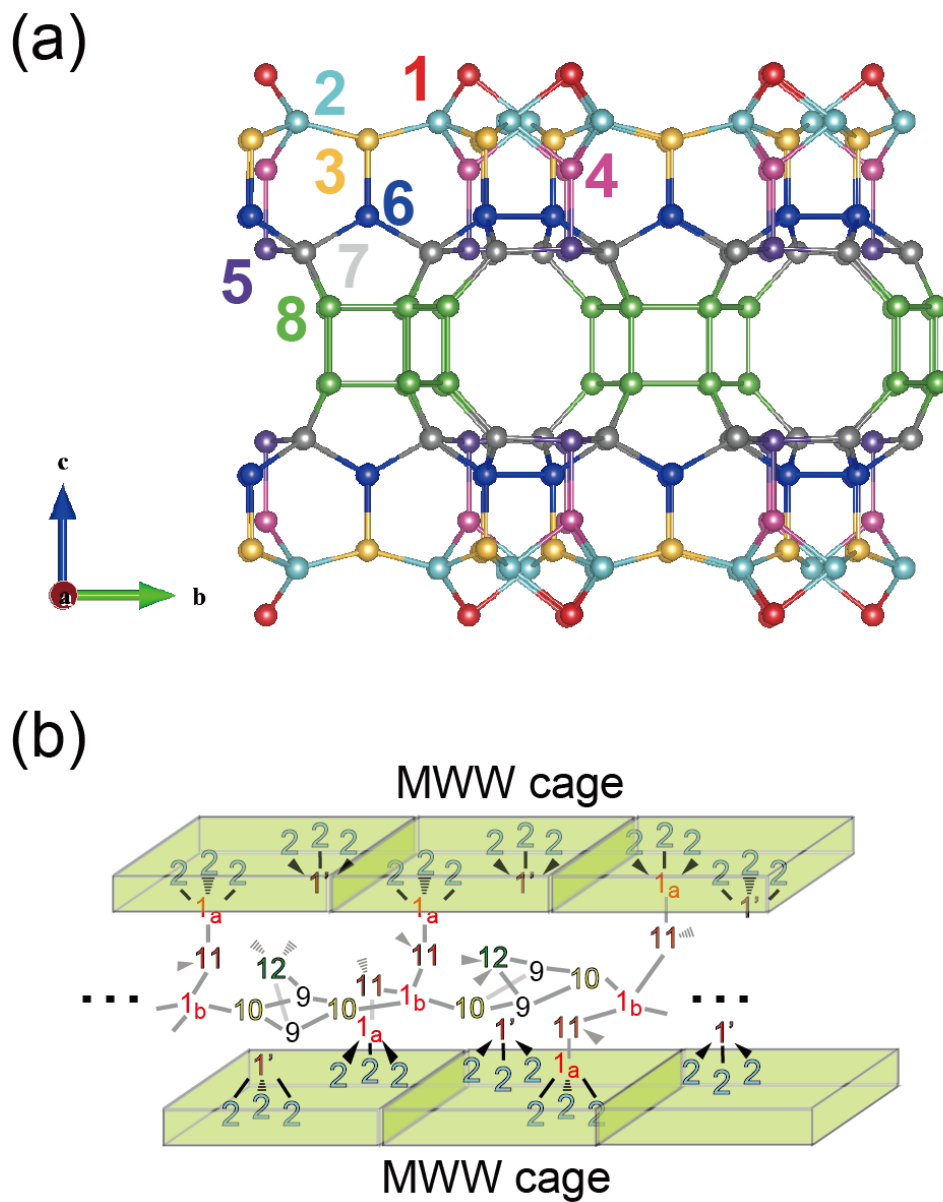 (a)
1
2
3
4
6
7
5
8
c
a
b
(b)
MWW cage
2 2 2 2 2 2 2 2 2
2 2 2 1' 2 2 2 1' 1a 2 2 2
1a 1a 1'
11 11 11
12 12 9
11 10
... 1b 10 9 10 1b 10 9 1b ...
9 1a 1' 11 1'
1' 2 2 2 2 2 2 1a 2 2 2
2 2 2 2 2 2
MWW cage